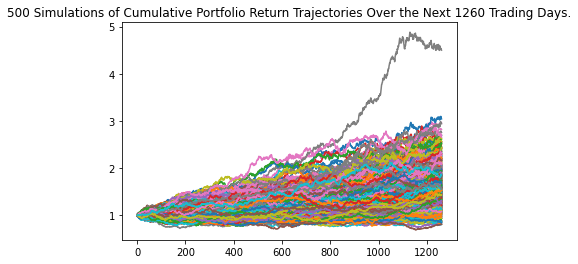 500 Simulations of Cumulative Portfolio Return Trajectories Over the Next 1260 Trading Days.
5
4
3
2
1
0 200 400 600 800 1000 1200